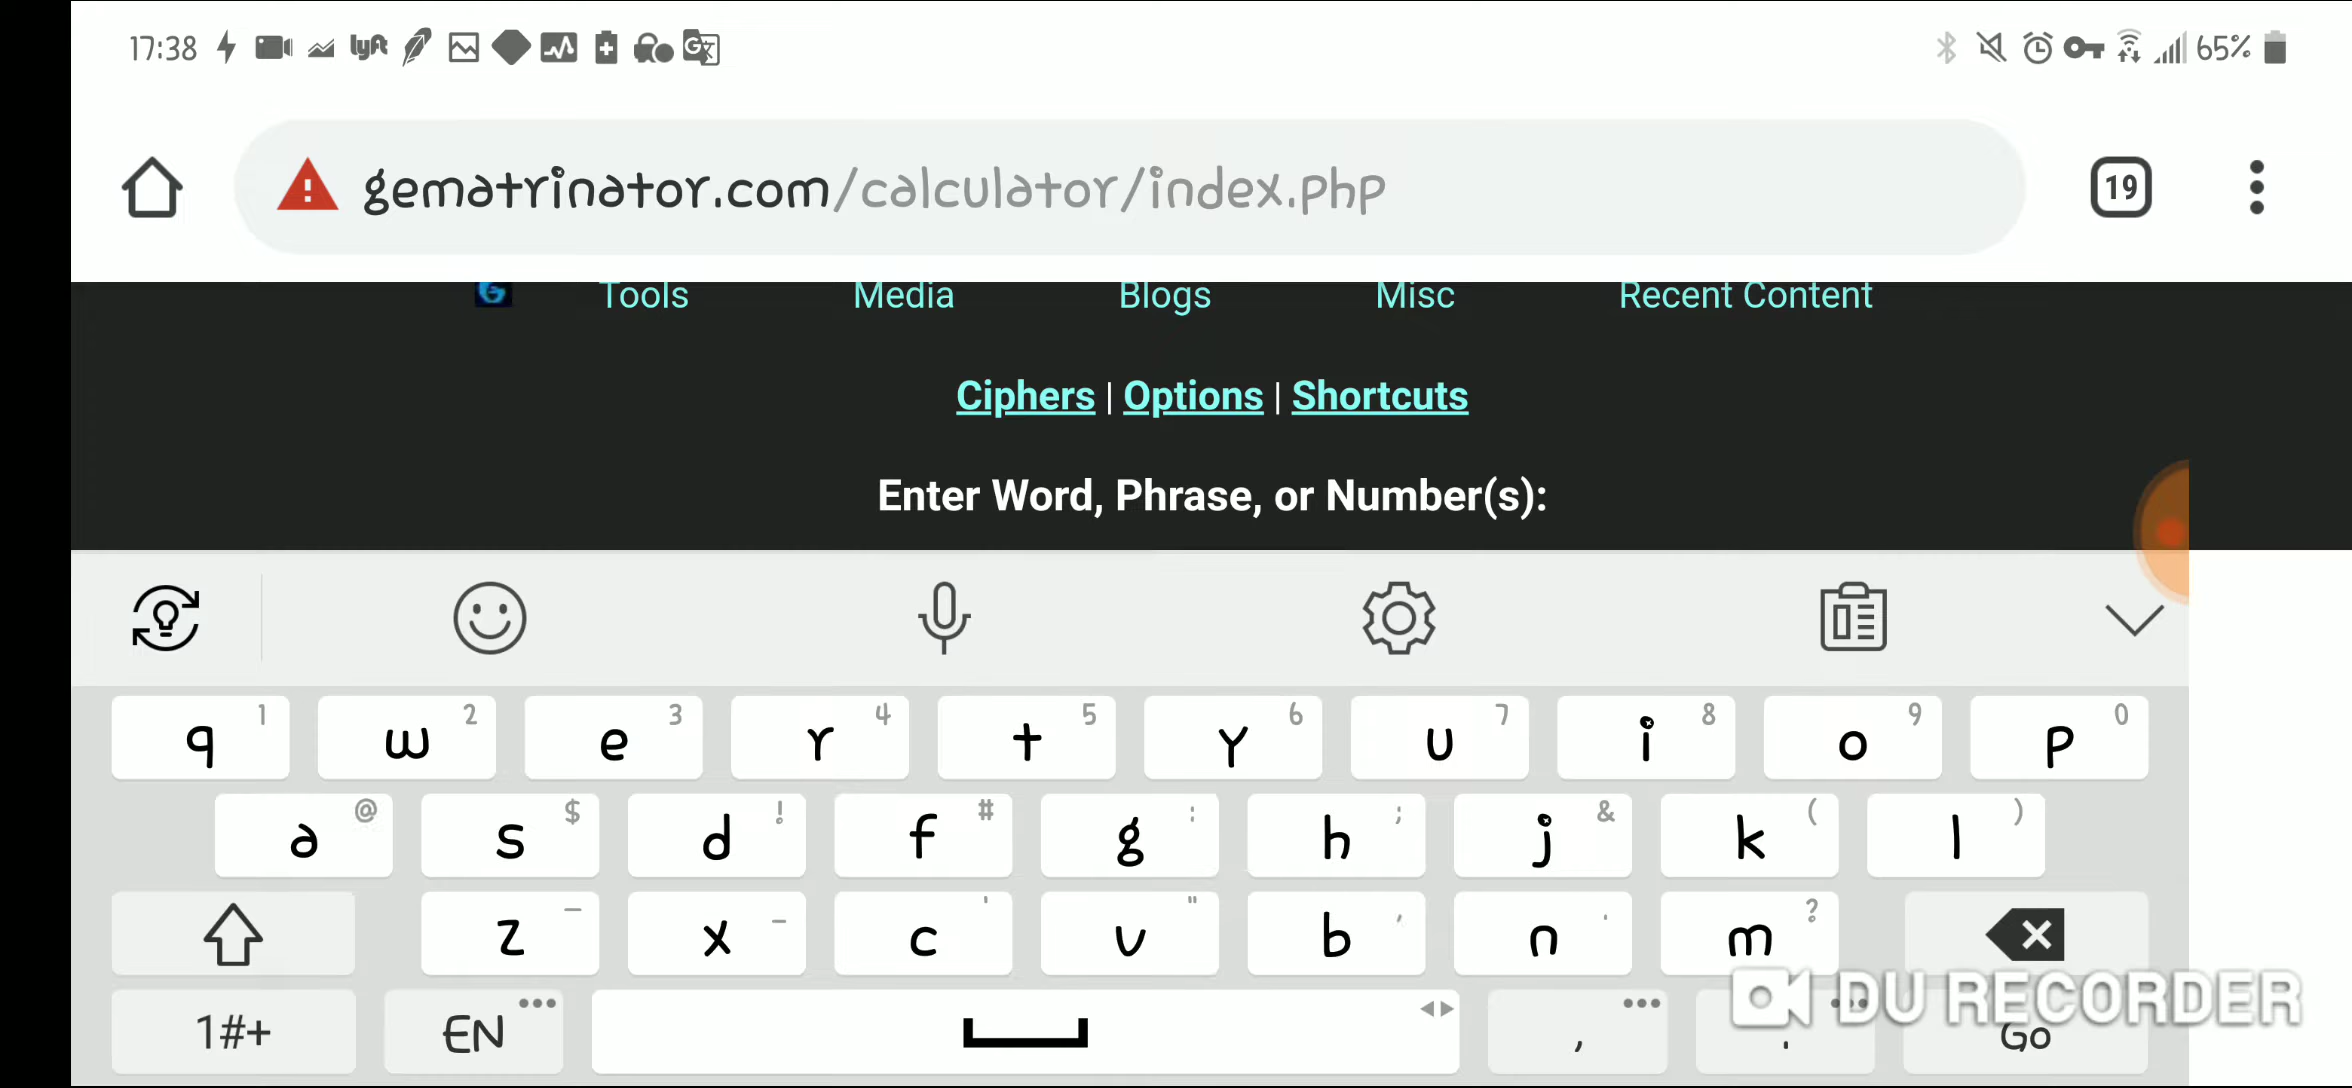 17:38 lyft 65%
gematrinator.com/calculator/index.php 19
Tools Media Blogs Misc Recent Content
Ciphers | Options | Shortcuts
Enter Word, Phrase, or Number(s):
q 1 w 2 e 3 r 4 t 5 y 6 u 7 i 8 o 9 p 0
a @ s $ d ! f # g : h ; j & k ( l )
z _ x - c ' v " b , n . m ?
DU RECORDER
1#+ EN , . Go